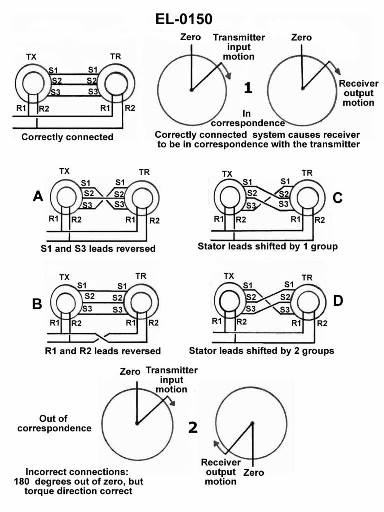 EL-0150
TX TR
S1 S1
S2 S2
S3 S3
R1 R2 R1 R2
Correctly connected
Zero
Transmitter
input
motion
Zero
1
Receiver
output
motion
In
correspondence
Correctly connected system causes receiver
to be in correspondence with the transmitter
A
TX TR
S1 S1
S2 S2
S3 S3
R1 R2 R1 R2
S1 and S3 leads reversed
C
TX TR
S1 S1
S2 S2
S3 S3
R1 R2 R1 R2
Stator leads shifted by 1 group
B
TX TR
S1 S1
S2 S2
S3 S3
R1 R2 R1 R2
R1 and R2 leads reversed
D
TX TR
S1 S1
S2 S2
S3 S3
R1 R2 R1 R2
Stator leads shifted by 2 groups
Zero
Transmitter
input
motion
Out of
correspondence
2
Receiver
output
motion
Zero
Incorrect connections:
180 degrees out of zero, but
torque direction correct